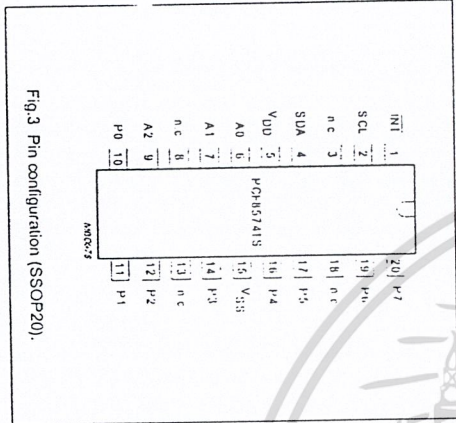 INT 1
SCL 2
n c 3
SDA 4
VDD 5
A0 6
A1 7
n c 8
A2 9
P0 10
PCF8574TS
20 P7
19 P6
18 n c
17 P5
16 P4
15 VSS
14 P3
13 n c
12 P2
11 P1
Fig.3 Pin configuration (SSOP20).